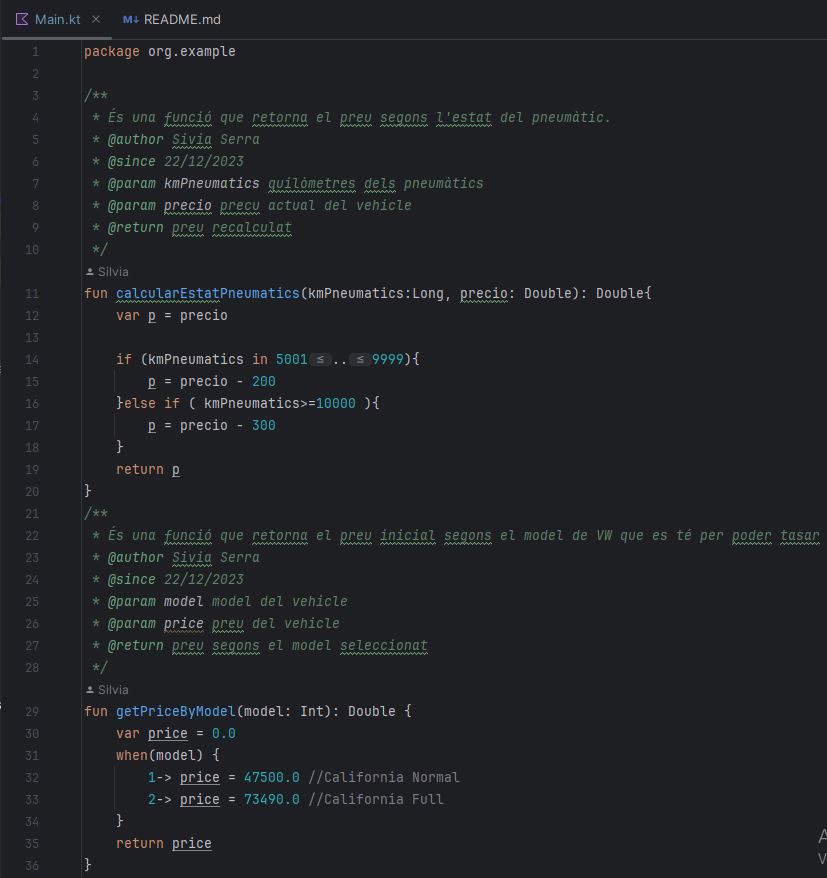 Main.kt × M↓ README.md
1 package org.example
2
3 /**
4 * És una funció que retorna el preu segons l'estat del pneumàtic.
5 * @author Sivia Serra
6 * @since 22/12/2023
7 * @param kmPneumatics quilòmetres dels pneumàtics
8 * @param precio precu actual del vehicle
9 * @return preu recalculat
10 */
Silvia
11 fun calcularEstatPneumatics(kmPneumatics:Long, precio: Double): Double{
12 var p = precio
13
14 if (kmPneumatics in 5001 ≤ .. ≤ 9999){
15 p = precio - 200
16 }else if ( kmPneumatics>=10000 ){
17 p = precio - 300
18 }
19 return p
20 }
21 /**
22 * És una funció que retorna el preu inicial segons el model de VW que es té per poder tasar
23 * @author Sivia Serra
24 * @since 22/12/2023
25 * @param model model del vehicle
26 * @param price preu del vehicle
27 * @return preu segons el model seleccionat
28 */
Silvia
29 fun getPriceByModel(model: Int): Double {
30 var price = 0.0
31 when(model) {
32 1-> price = 47500.0 //California Normal
33 2-> price = 73490.0 //California Full
34 }
35 return price
36 }